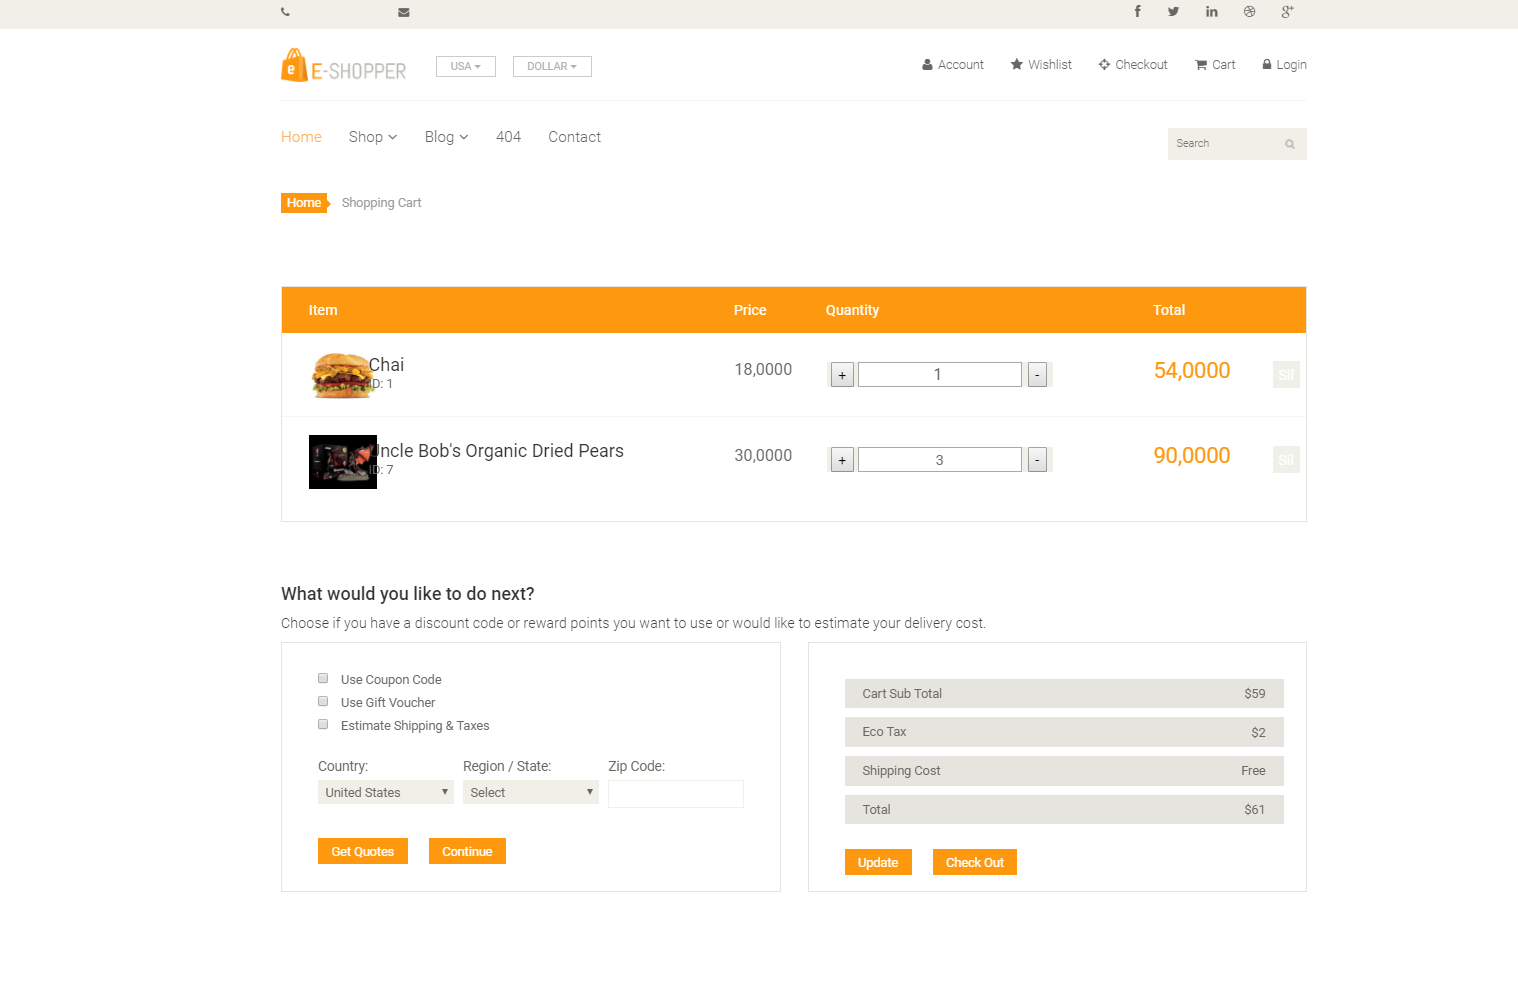 E-SHOPPER
USA
DOLLAR
Account
Wishlist
Checkout
Cart
Login
Home
Shop
Blog
404
Contact
Search
Home
Shopping Cart
Item Price Quantity Total
Chai
ID: 1
18,0000
+ 1 -
54,0000
Sil
Uncle Bob's Organic Dried Pears
ID: 7
30,0000
+ 3 -
90,0000
Sil
What would you like to do next?
Choose if you have a discount code or reward points you want to use or would like to estimate your delivery cost.
Use Coupon Code
Use Gift Voucher
Estimate Shipping & Taxes
Country:
Region / State:
Zip Code:
United States
Select
Get Quotes
Continue
Cart Sub Total $59
Eco Tax $2
Shipping Cost Free
Total $61
Update
Check Out